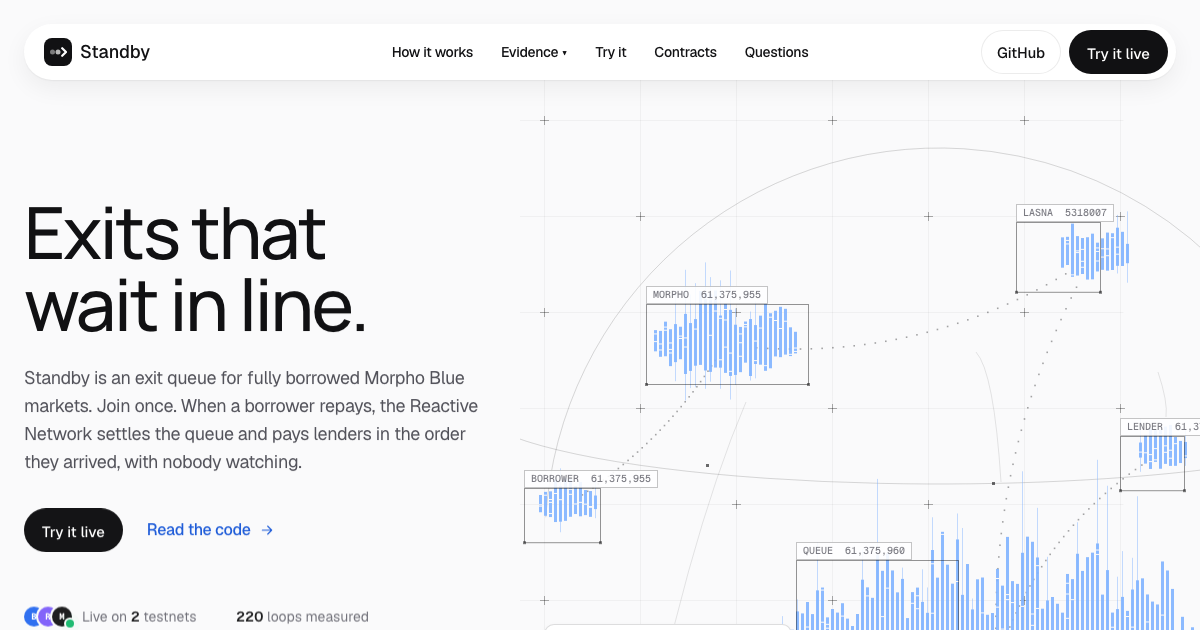 Standby
How it works
Evidence ▾
Try it
Contracts
Questions
GitHub
Try it live
Exits that
wait in line.
Standby is an exit queue for fully borrowed Morpho Blue
markets. Join once. When a borrower repays, the Reactive
Network settles the queue and pays lenders in the order
they arrived, with nobody watching.
Try it live
Read the code →
Live on 2 testnets
220 loops measured
LASNA 5318007
MORPHO 61,375,955
LENDER
BORROWER 61,375,955
QUEUE 61,375,960